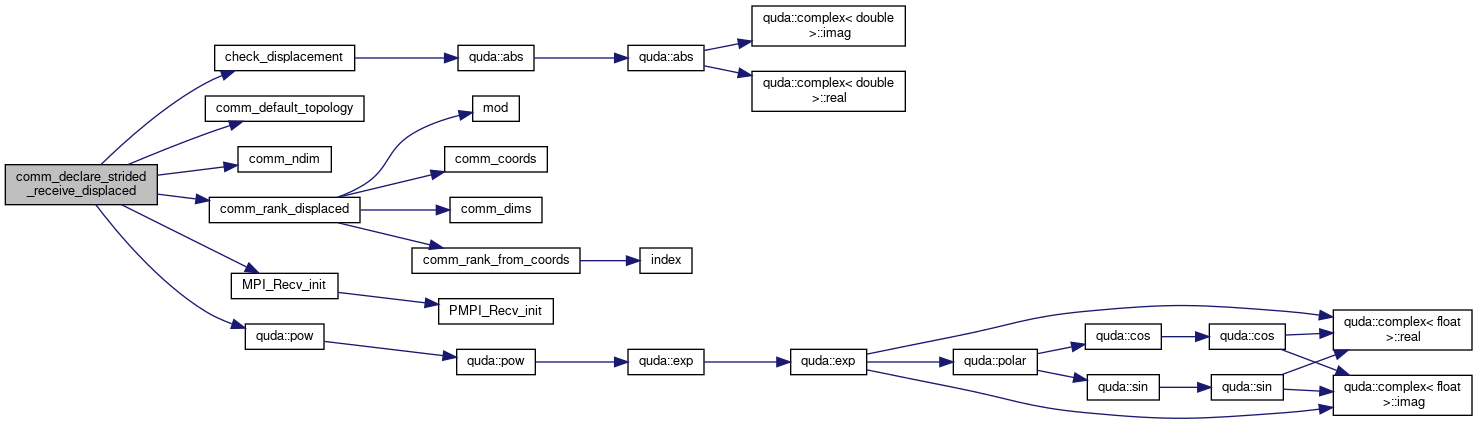 comm_declare_strided
_receive_displaced
check_displacement
quda::abs
quda::abs
quda::complex< double
>::imag
quda::complex< double
>::real
comm_default_topology
comm_ndim
comm_rank_displaced
mod
comm_coords
comm_dims
comm_rank_from_coords
index
MPI_Recv_init
PMPI_Recv_init
quda::pow
quda::pow
quda::exp
quda::exp
quda::polar
quda::cos
quda::cos
quda::sin
quda::sin
quda::complex< float
>::real
quda::complex< float
>::imag